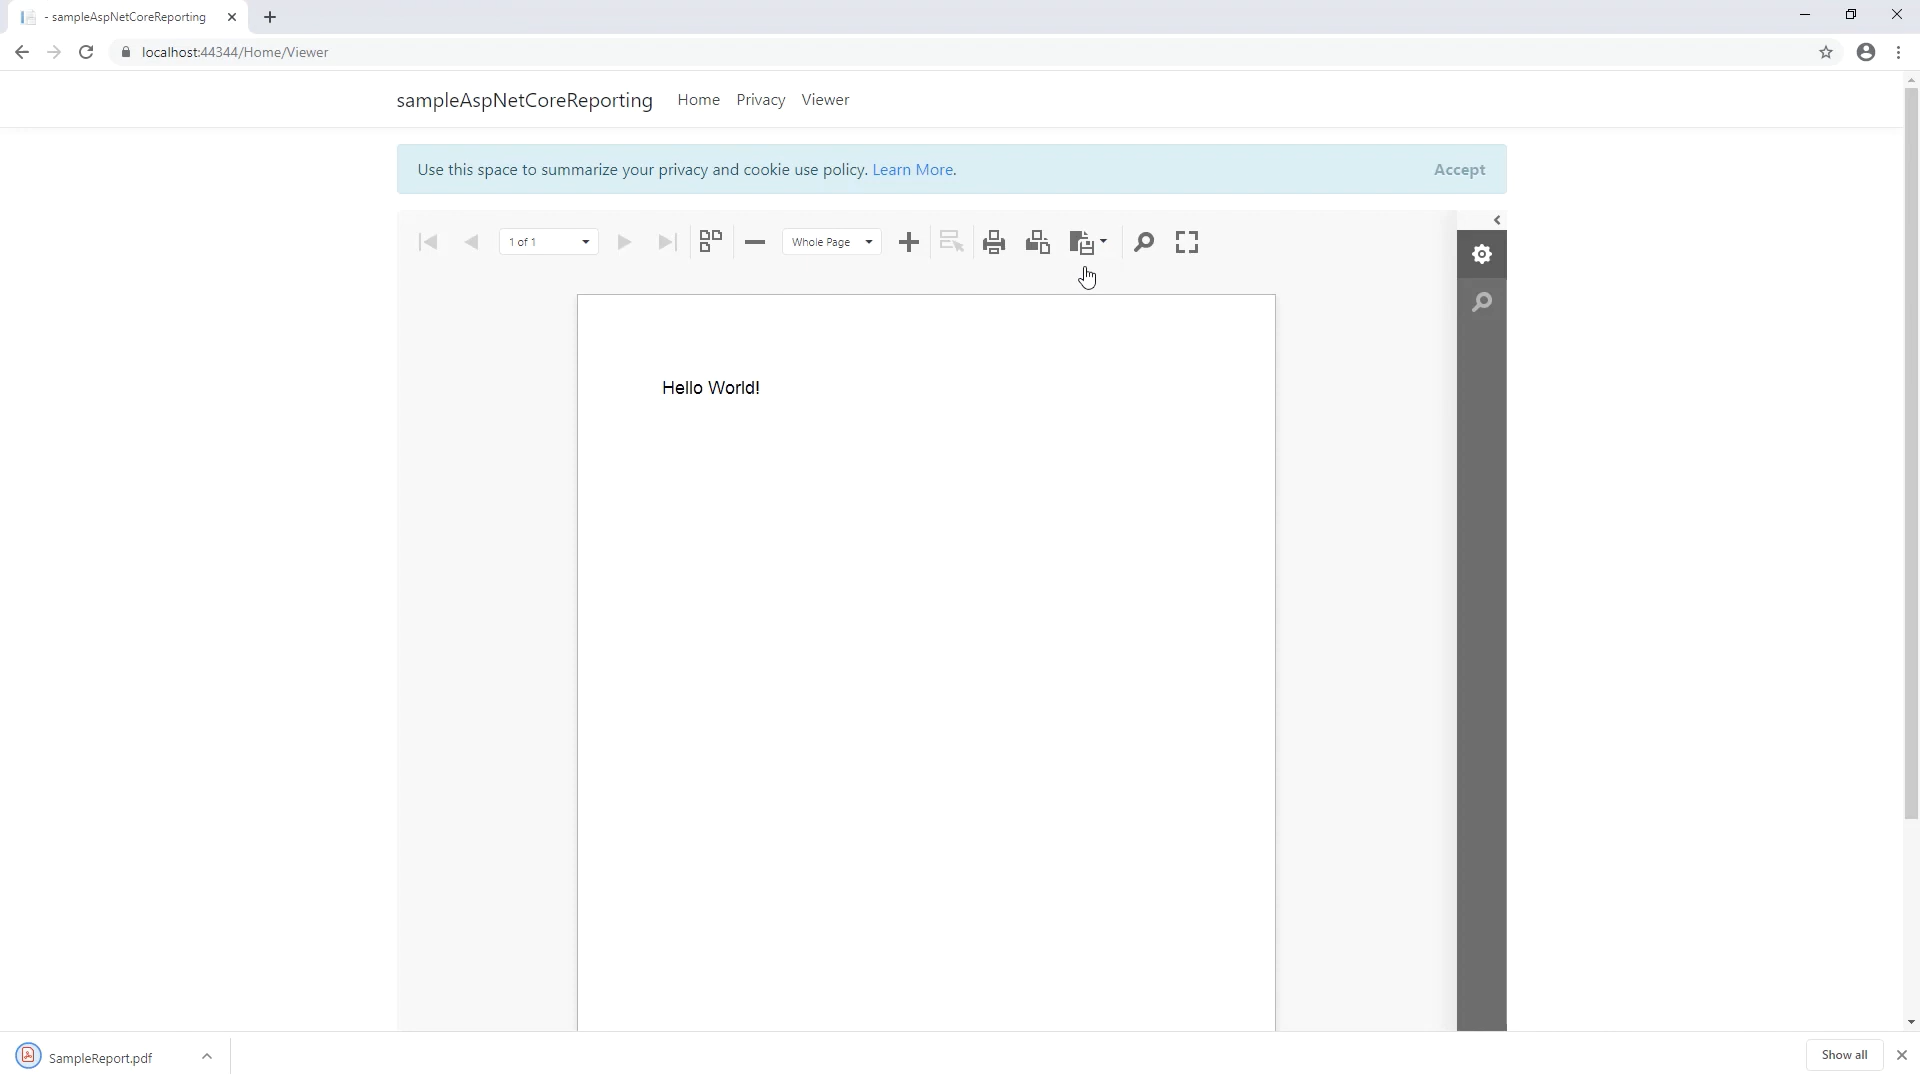 - sampleAspNetCoreReporting
localhost:44344/Home/Viewer
sampleAspNetCoreReporting Home Privacy Viewer
Use this space to summarize your privacy and cookie use policy. Learn More. Accept
1 of 1 Whole Page
Hello World!
SampleReport.pdf Show all